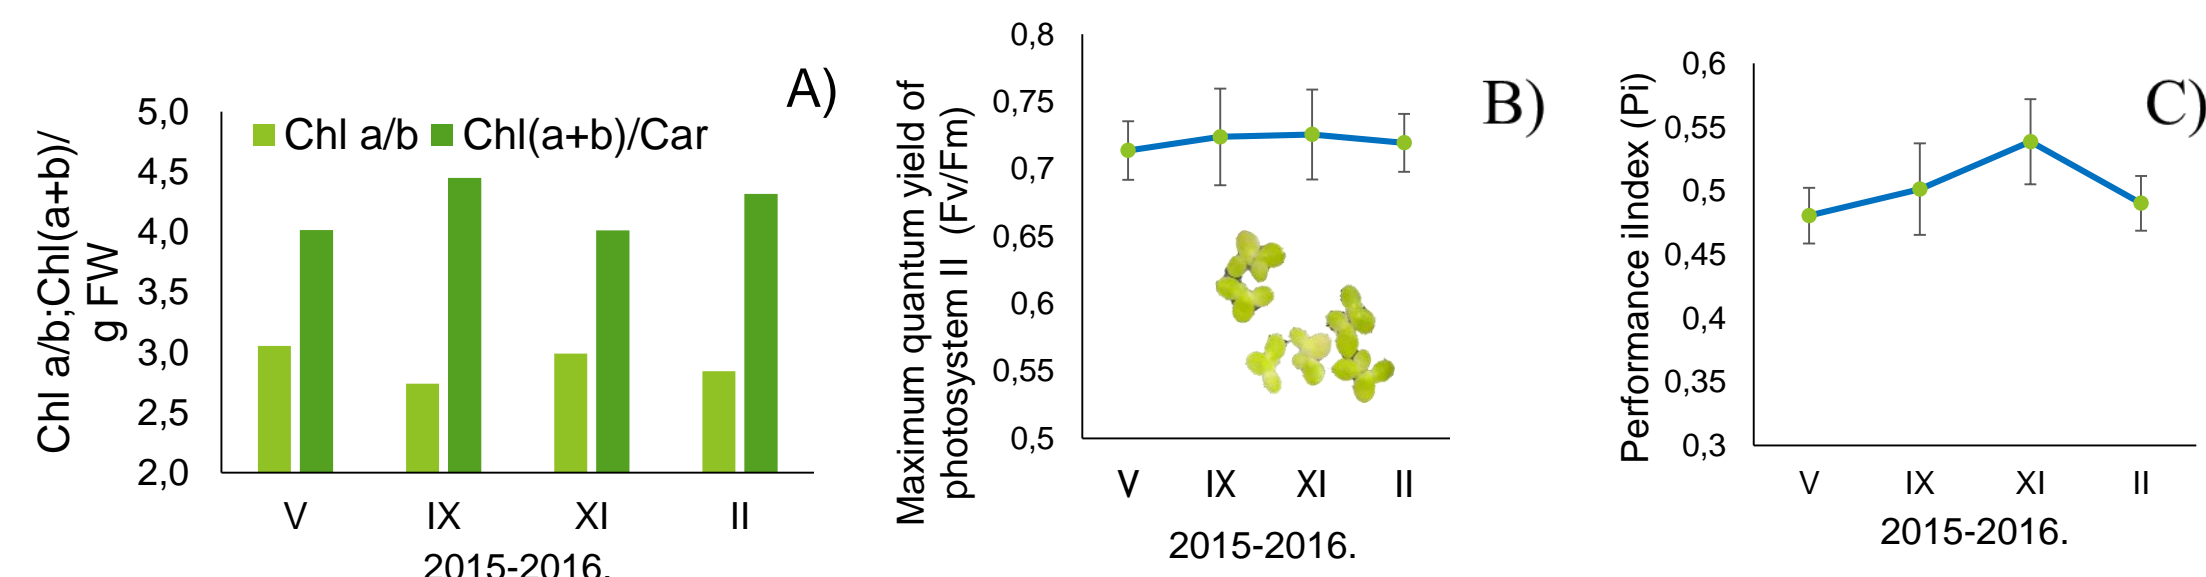 A)
Chl a/b;Chl(a+b)/
g FW
5,0
4,5
4,0
3,5
3,0
2,5
2,0
Chl a/b
Chl(a+b)/Car
V
IX
XI
II
2015-2016.
B)
Maximum quantum yield of
photosystem II (Fv/Fm)
0,8
0,75
0,7
0,65
0,6
0,55
0,5
V
IX
XI
II
2015-2016.
C)
Performance iIndex (Pi)
0,6
0,55
0,5
0,45
0,4
0,35
0,3
V
IX
XI
II
2015-2016.